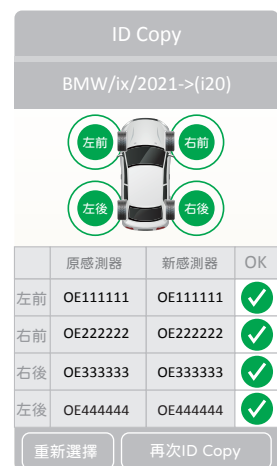 ID Copy
BMW/ix/2021->(i20)
左前 右前
左後 右後
原感測器 新感測器 OK
左前 OE111111 OE111111
右前 OE222222 OE222222
右後 OE333333 OE333333
左後 OE444444 OE444444
重新選擇 再次ID Copy